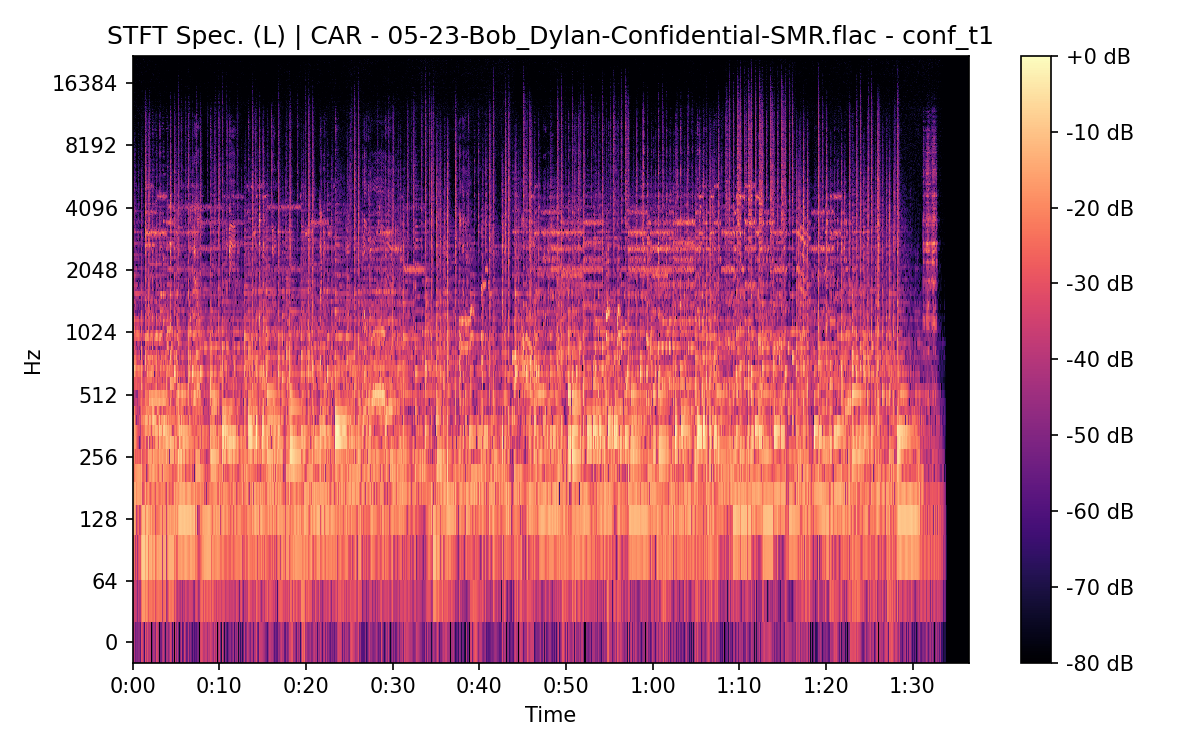 STFT Spec. (L) | CAR - 05-23-Bob_Dylan-Confidential-SMR.flac - conf_t1
16384
8192
4096
2048
1024
512
256
128
64
0
Hz
0:00 0:10 0:20 0:30 0:40 0:50 1:00 1:10 1:20 1:30
Time
+0 dB
-10 dB
-20 dB
-30 dB
-40 dB
-50 dB
-60 dB
-70 dB
-80 dB